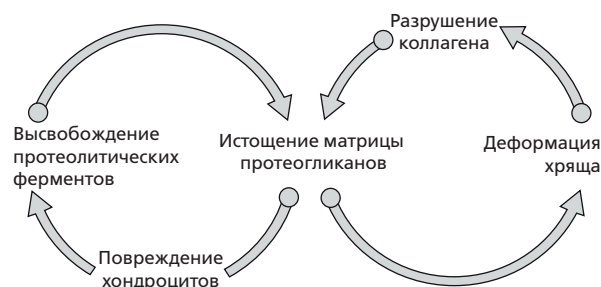 Разрушение
коллагена
Высвобождение
протеолитических
ферментов
Истощение матрицы
протеогликанов
Деформация
хряща
Повреждение
хондроцитов